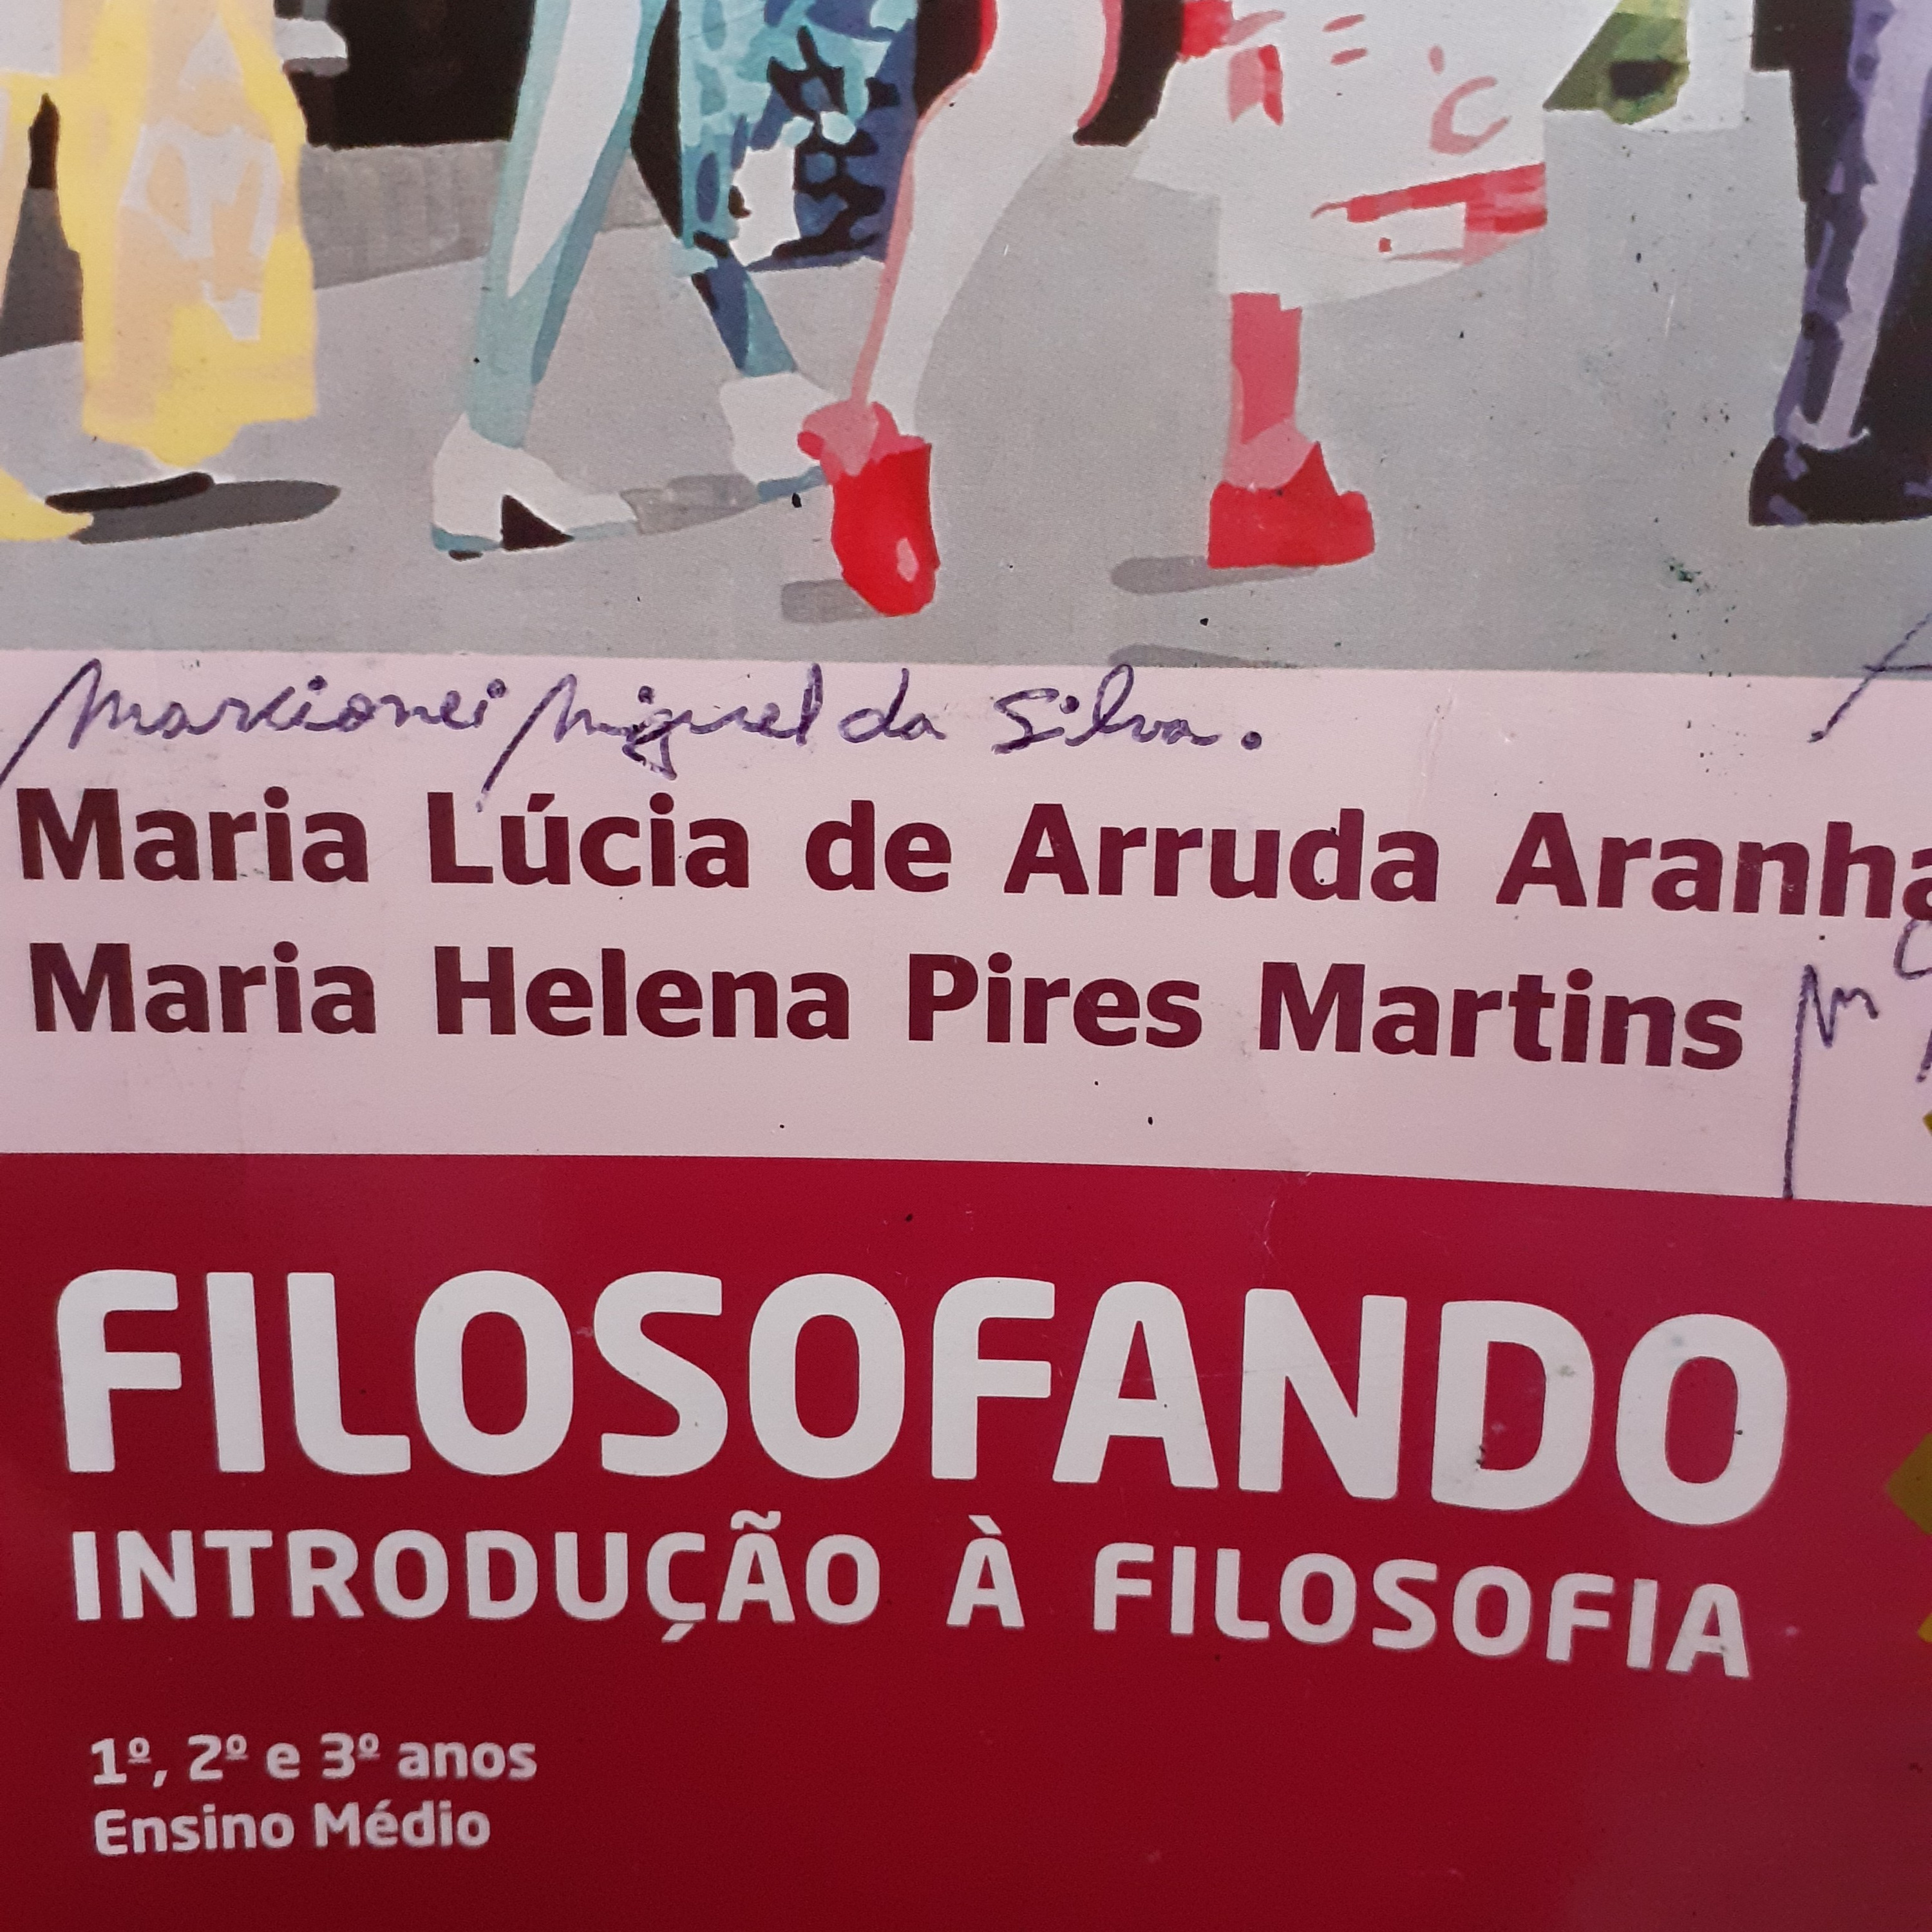 Marcionei Miguel da Silva.
Maria Lúcia de Arruda Aranha
Maria Helena Pires Martins
FILOSOFANDO
INTRODUÇÃO À FILOSOFIA
1º, 2º e 3º anos
Ensino Médio